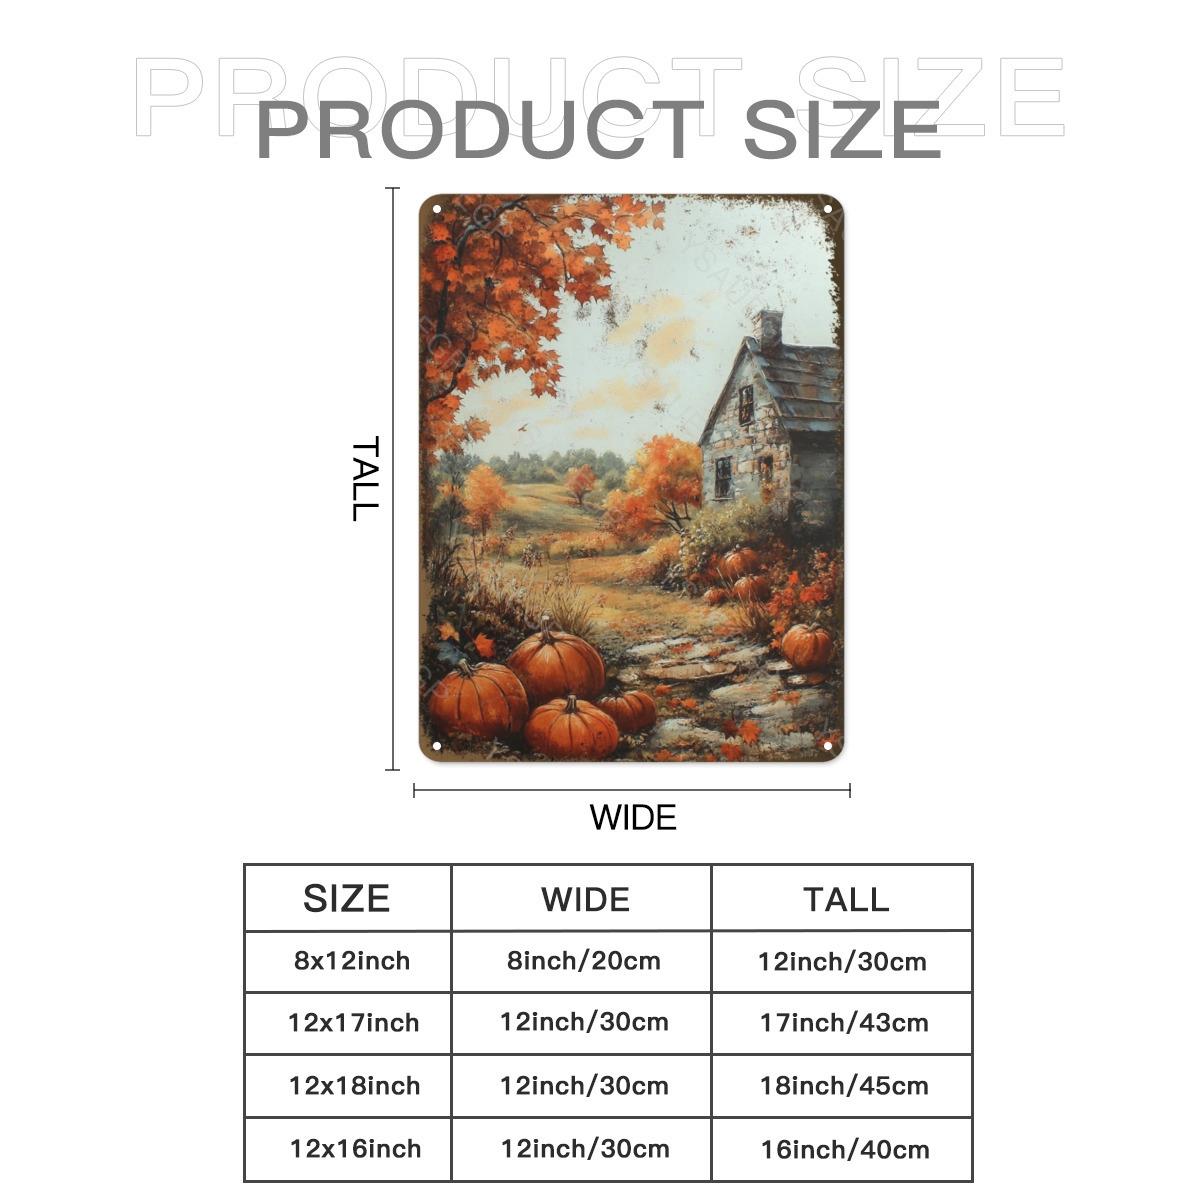 PRODUCT SIZE
PRODUCT SIZE
TALL
WIDE
SIZE WIDE TALL
8x12inch 8inch/20cm 12inch/30cm
12x17inch 12inch/30cm 17inch/43cm
12x18inch 12inch/30cm 18inch/45cm
12x16inch 12inch/30cm 16inch/40cm